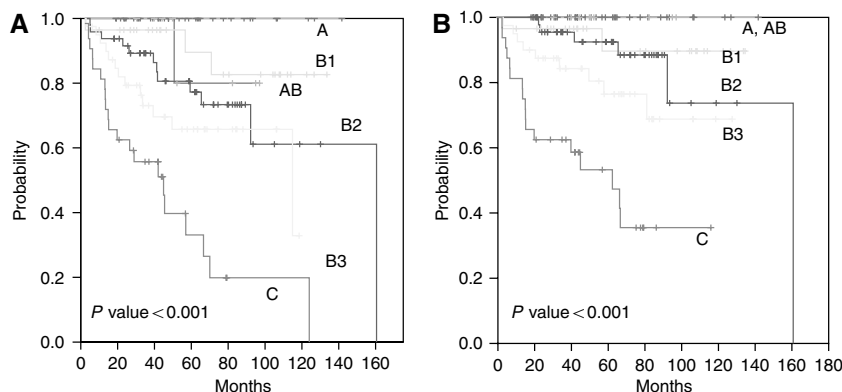 A
1.0
0.8
0.6
0.4
0.2
0.0
Probability
A
B1
AB
B2
B3
C
P value < 0.001
0 20 40 60 80 100 120 140 160
Months
B
1.0
0.8
0.6
0.4
0.2
0.0
Probability
A, AB
B1
B2
B3
C
P value < 0.001
0 20 40 60 80 100 120 140 160 180
Months